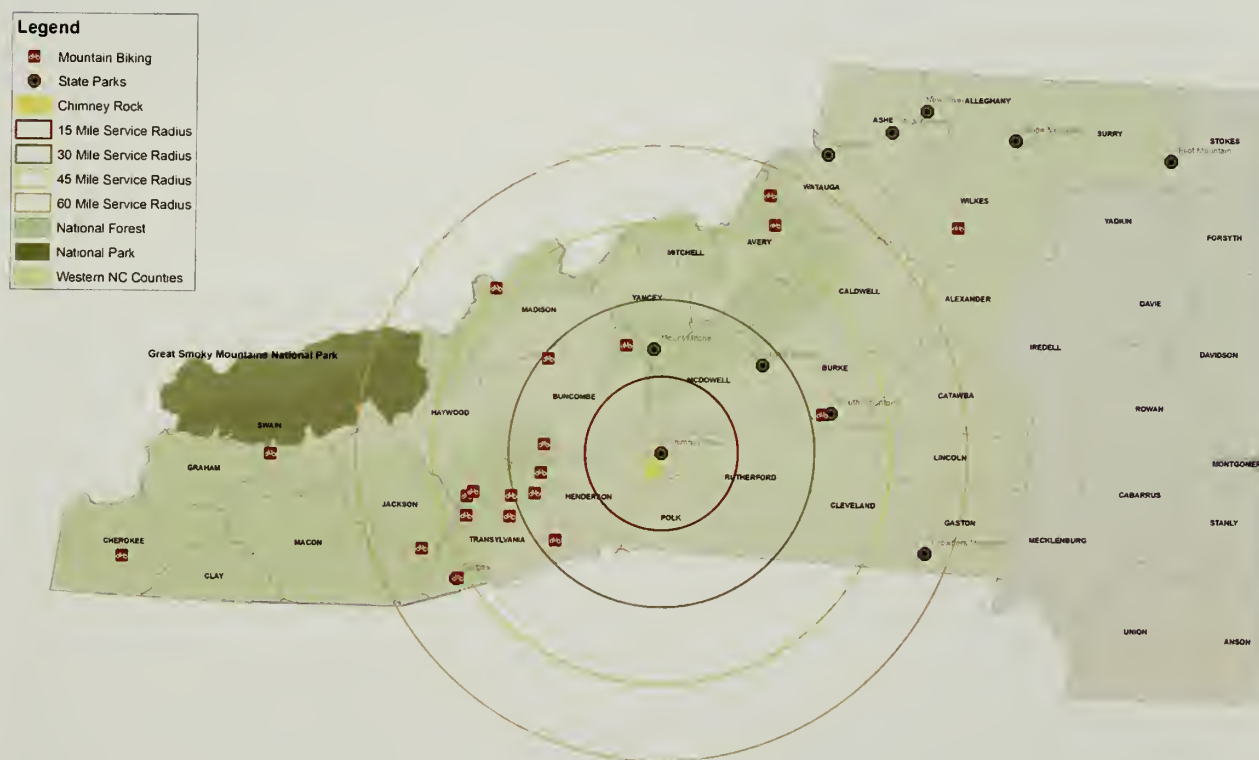 Legend
Mountain Biking
State Parks
Chimney Rock
15 Mile Service Radius
30 Mile Service Radius
45 Mile Service Radius
60 Mile Service Radius
National Forest
National Park
Western NC Counties
ALLEGHANY
ASHE
SURRY
STOKES
WATAUGA
WILKES
YADKIN
FORSYTH
AVERY
MITCHELL
CALDWELL
ALEXANDER
YANCEY
MADISON
DAVIE
IREDELL
Great Smoky Mountains National Park
DAVIDSON
BURKE
MCDOWELL
BUNCOMBE
CATAWBA
HAYWOOD
ROWAN
SWAIN
GRAHAM
LINCOLN
MONTGOMER
RUTHERFORD
HENDERSON
CABARRUS
JACKSON
CLEVELAND
POLK
GASTON
STANLY
CHEROKEE
MACON
TRANSYLVANIA
MECKLENBURG
CLAY
UNION
ANSON